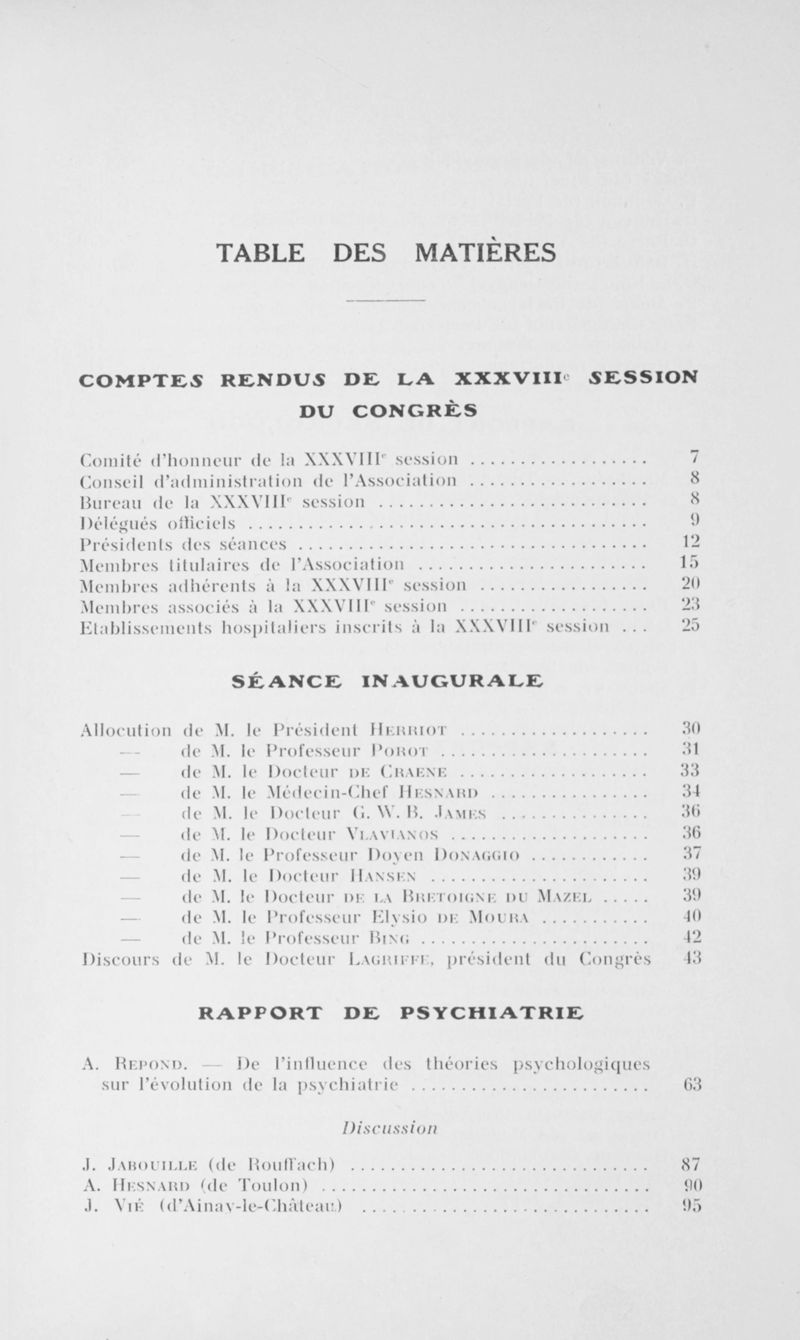 TABLE DES MATIÈRES
COMPTES RENDUS DE LA XXXVIIIe SESSION
DU CONGRÈS
Comité d'honneur de la XXXVIIIe session .................. 7
Conseil d'administration de l'Association .................. 8
Bureau de la XXXVIIIe session ........................... 8
Délégués officiels ........................................ 9
Présidents des séances ................................... 12
Membres titulaires de l'Association ....................... 15
Membres adhérents à la XXXVIIIe session ................. 20
Membres associés à la XXXVIIIe session ................... 23
Etablissements hospitaliers inscrits à la XXXVIIIe session ... 25
SÉANCE INAUGURALE
Allocution de M. le Président HERRIOT ................... 30
— de M. le Professeur POROT ..................... 31
— de M. le Docteur DE CRAENE ................... 33
— de M. le Médecin-Chef HESNARD ................ 34
— de M. le Docteur G. W. B. JAMES ............... 36
— de M. le Docteur VLAVIANOS .................... 36
— de M. le Professeur Doyen DONAGGIO ............ 37
— de M. le Docteur HANSEN ...................... 39
— de M. le Docteur DE LA BRETOIGNE DU MAZEL ..... 39
— de M. le Professeur Elysio DE MOURA ........... 40
— de M. le Professeur BING ....................... 42
Discours de M. le Docteur LAGRIFFE, président du Congrès 43
RAPPORT DE PSYCHIATRIE
A. REPOND. — De l'influence des théories psychologiques
sur l'évolution de la psychiatrie ........................ 63
Discussion
J. JABOUILLE (de Rouffach) .............................. 87
A. HESNARD (de Toulon) ................................. 90
J. VIÉ (d'Ainay-le-Château) ............................. 95